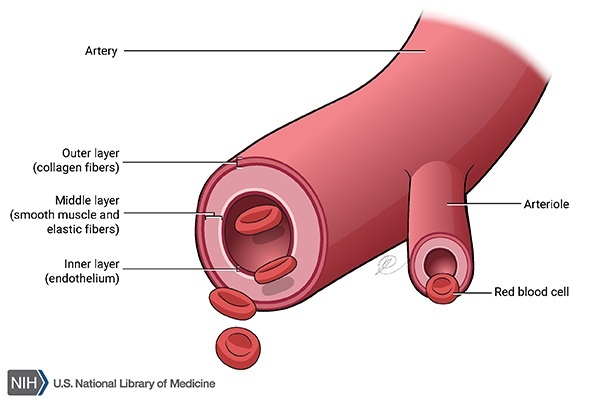 Artery
Outer layer
(collagen fibers)
Middle layer
(smooth muscle and
elastic fibers)
Inner layer
(endothelium)
Arteriole
Red blood cell
NIH U.S. National Library of Medicine